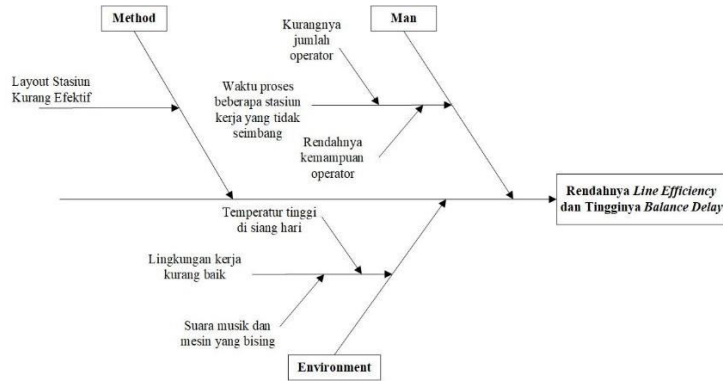 Method
Man
Kurangnya
jumlah
operator
Layout Stasiun
Kurang Efektif
Waktu proses
beberapa stasiun
kerja yang tidak
seimbang
Rendahnya
kemampuan
operator
Rendahnya Line Efficiency
dan Tingginya Balance Delay
Temperatur tinggi
di siang hari
Lingkungan kerja
kurang baik
Suara musik dan
mesin yang bising
Environment